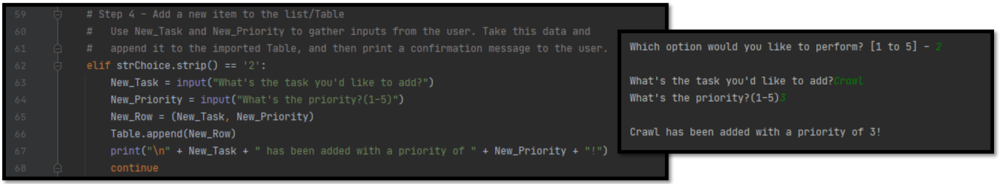 59 # Step 4 - Add a new item to the list/Table
60 #   Use New_Task and New_Priority to gather inputs from the user. Take this data and
61 #   append it to the imported Table, and then print a confirmation message to the user.
62 elif strChoice.strip() == '2':
63     New_Task = input("What's the task you'd like to add?")
64     New_Priority = input("What's the priority?(1-5)")
65     New_Row = (New_Task, New_Priority)
66     Table.append(New_Row)
67     print("\n" + New_Task + " has been added with a priority of " + New_Priority + "!")
68     continue
Which option would you like to perform? [1 to 5] - 2
What's the task you'd like to add?Crawl
What's the priority?(1-5)3
Crawl has been added with a priority of 3!